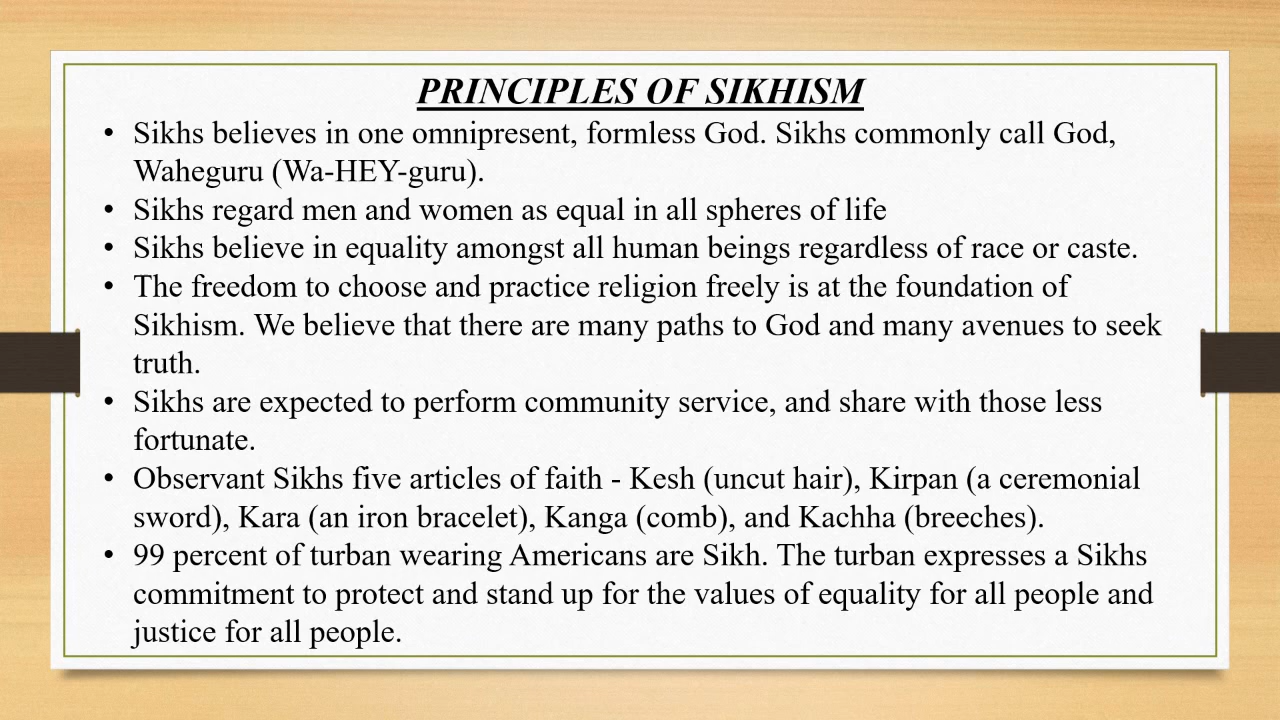 PRINCIPLES OF SIKHISM
• Sikhs believes in one omnipresent, formless God. Sikhs commonly call God,
Waheguru (Wa-HEY-guru).
• Sikhs regard men and women as equal in all spheres of life
• Sikhs believe in equality amongst all human beings regardless of race or caste.
• The freedom to choose and practice religion freely is at the foundation of
Sikhism. We believe that there are many paths to God and many avenues to seek
truth.
• Sikhs are expected to perform community service, and share with those less
fortunate.
• Observant Sikhs five articles of faith - Kesh (uncut hair), Kirpan (a ceremonial
sword), Kara (an iron bracelet), Kanga (comb), and Kachha (breeches).
• 99 percent of turban wearing Americans are Sikh. The turban expresses a Sikhs
commitment to protect and stand up for the values of equality for all people and
justice for all people.